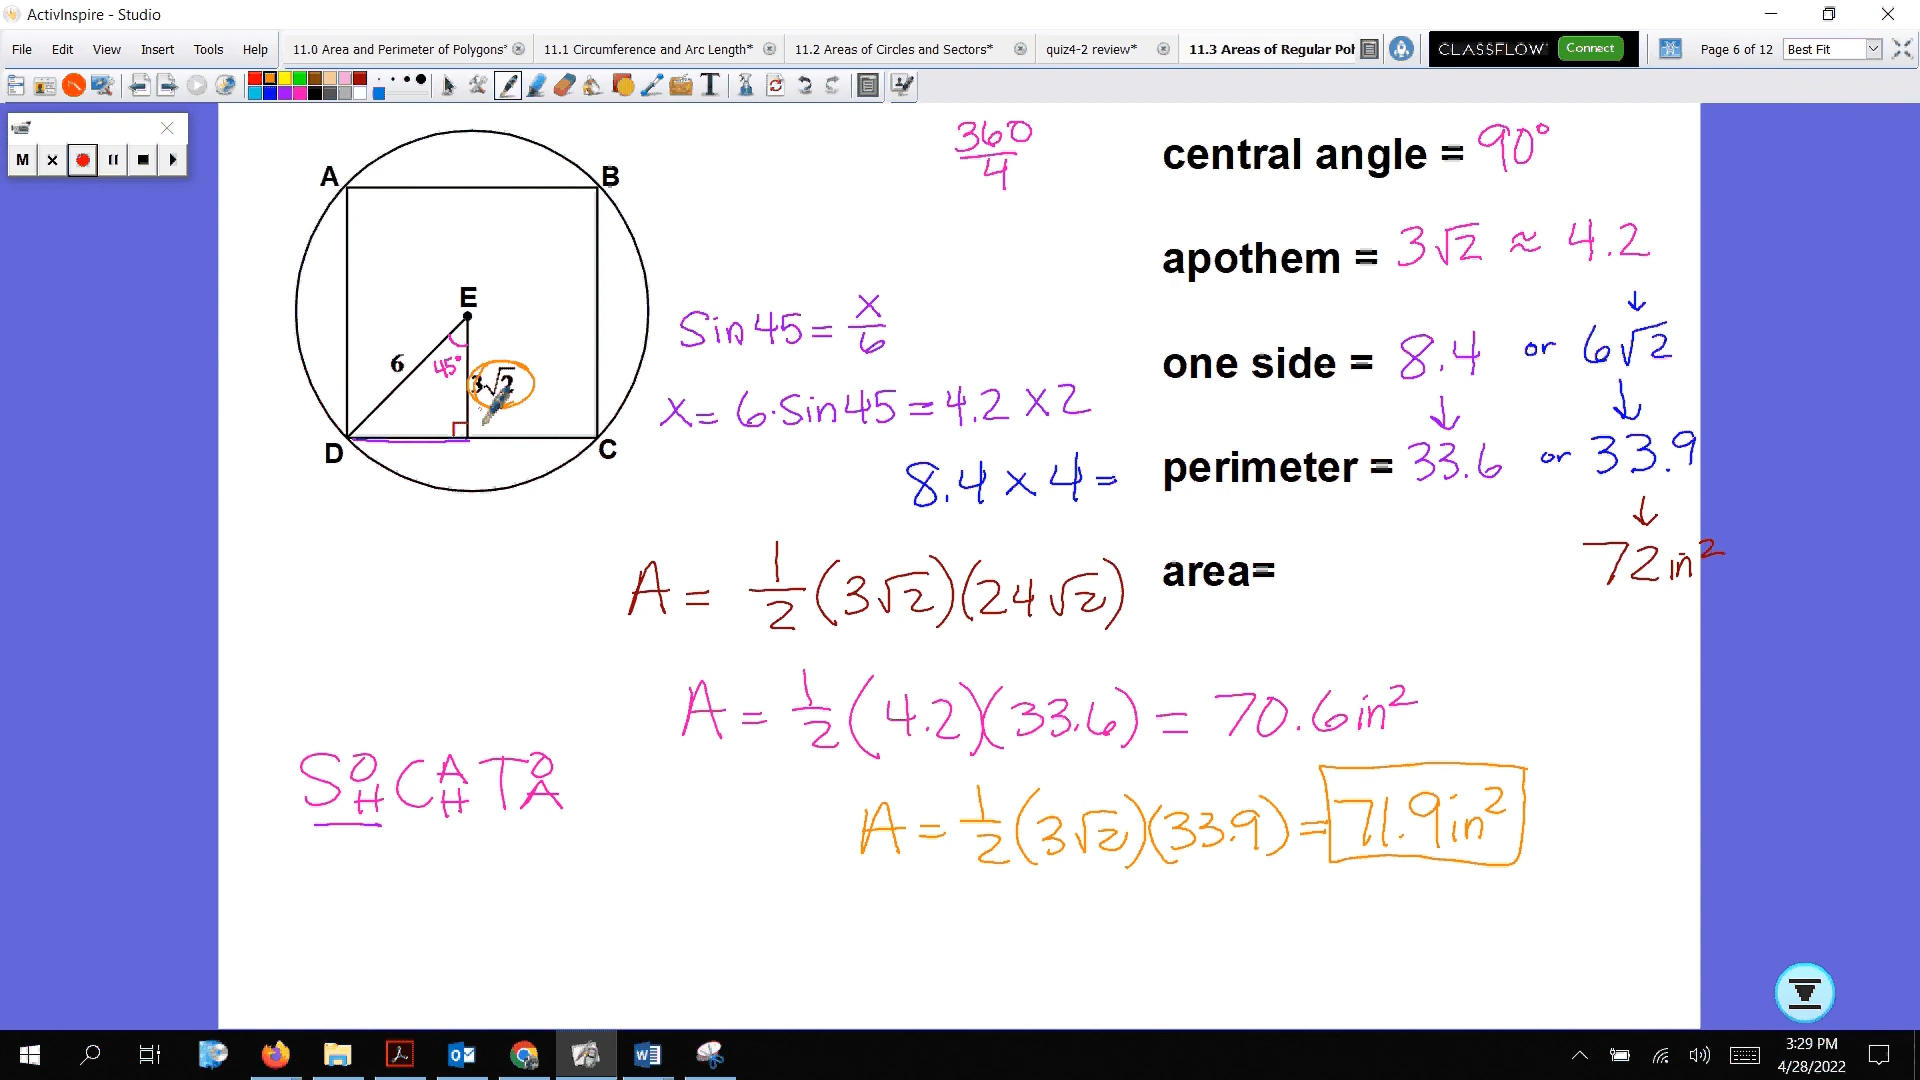 ActivInspire - Studio
File Edit View Insert Tools Help
11.0 Area and Perimeter of Polygons*
11.1 Circumference and Arc Length*
11.2 Areas of Circles and Sectors*
quiz4-2 review*
11.3 Areas of Regular Pol
CLASSFLOW Connect
Page 6 of 12
Best Fit
M
A B
E
6 45° 3√2
D C
360/4
central angle = 90°
apothem = 3√2 ≈ 4.2
Sin 45 = x/6
one side = 8.4 or 6√2
x = 6·Sin 45 = 4.2 x 2
perimeter = 33.6 or 33.9
8.4 x 4 =
area= 72 in²
A = 1/2 (3√2)(24√2)
A = 1/2 (4.2)(33.6) = 70.6 in²
S O/H C A/H T O/A
A = 1/2 (3√2)(33.9) = 71.9 in²
3:29 PM
4/28/2022